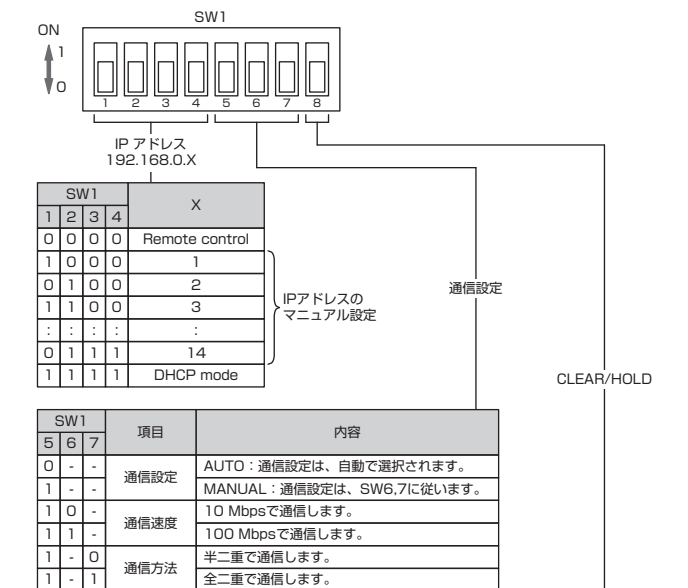 SW1
ON
1
0
1 2 3 4 5 6 7 8
IP アドレス
192.168.0.X
SW1 X
1 2 3 4
0 0 0 0 Remote control
1 0 0 0 1
0 1 0 0 2
1 1 0 0 3
: : : : :
0 1 1 1 14
1 1 1 1 DHCP mode
IPアドレスの
マニュアル設定
通信設定
CLEAR/HOLD
SW1 項目 内容
5 6 7
0 - - 通信設定 AUTO：通信設定は、自動で選択されます。
1 - - MANUAL：通信設定は、SW6,7に従います。
1 0 - 通信速度 10 Mbpsで通信します。
1 1 - 100 Mbpsで通信します。
1 - 0 通信方法 半二重で通信します。
1 - 1 全二重で通信します。